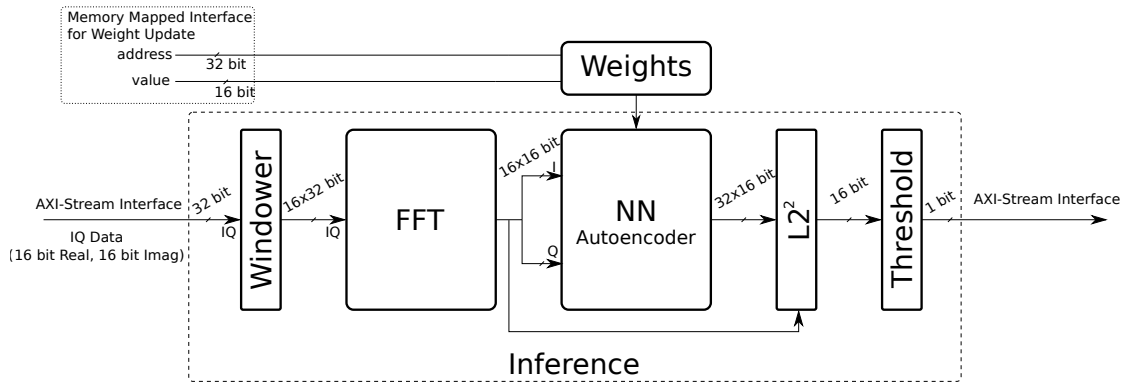 Memory Mapped Interface
for Weight Update
address
32 bit
value
16 bit
Weights
AXI-Stream Interface
IQ Data
(16 bit Real, 16 bit Imag)
32 bit
IQ
Windower
16x32 bit
IQ
FFT
16x16 bit
I
Q
NN
Autoencoder
32x16 bit
L2²
16 bit
Threshold
1 bit
AXI-Stream Interface
Inference